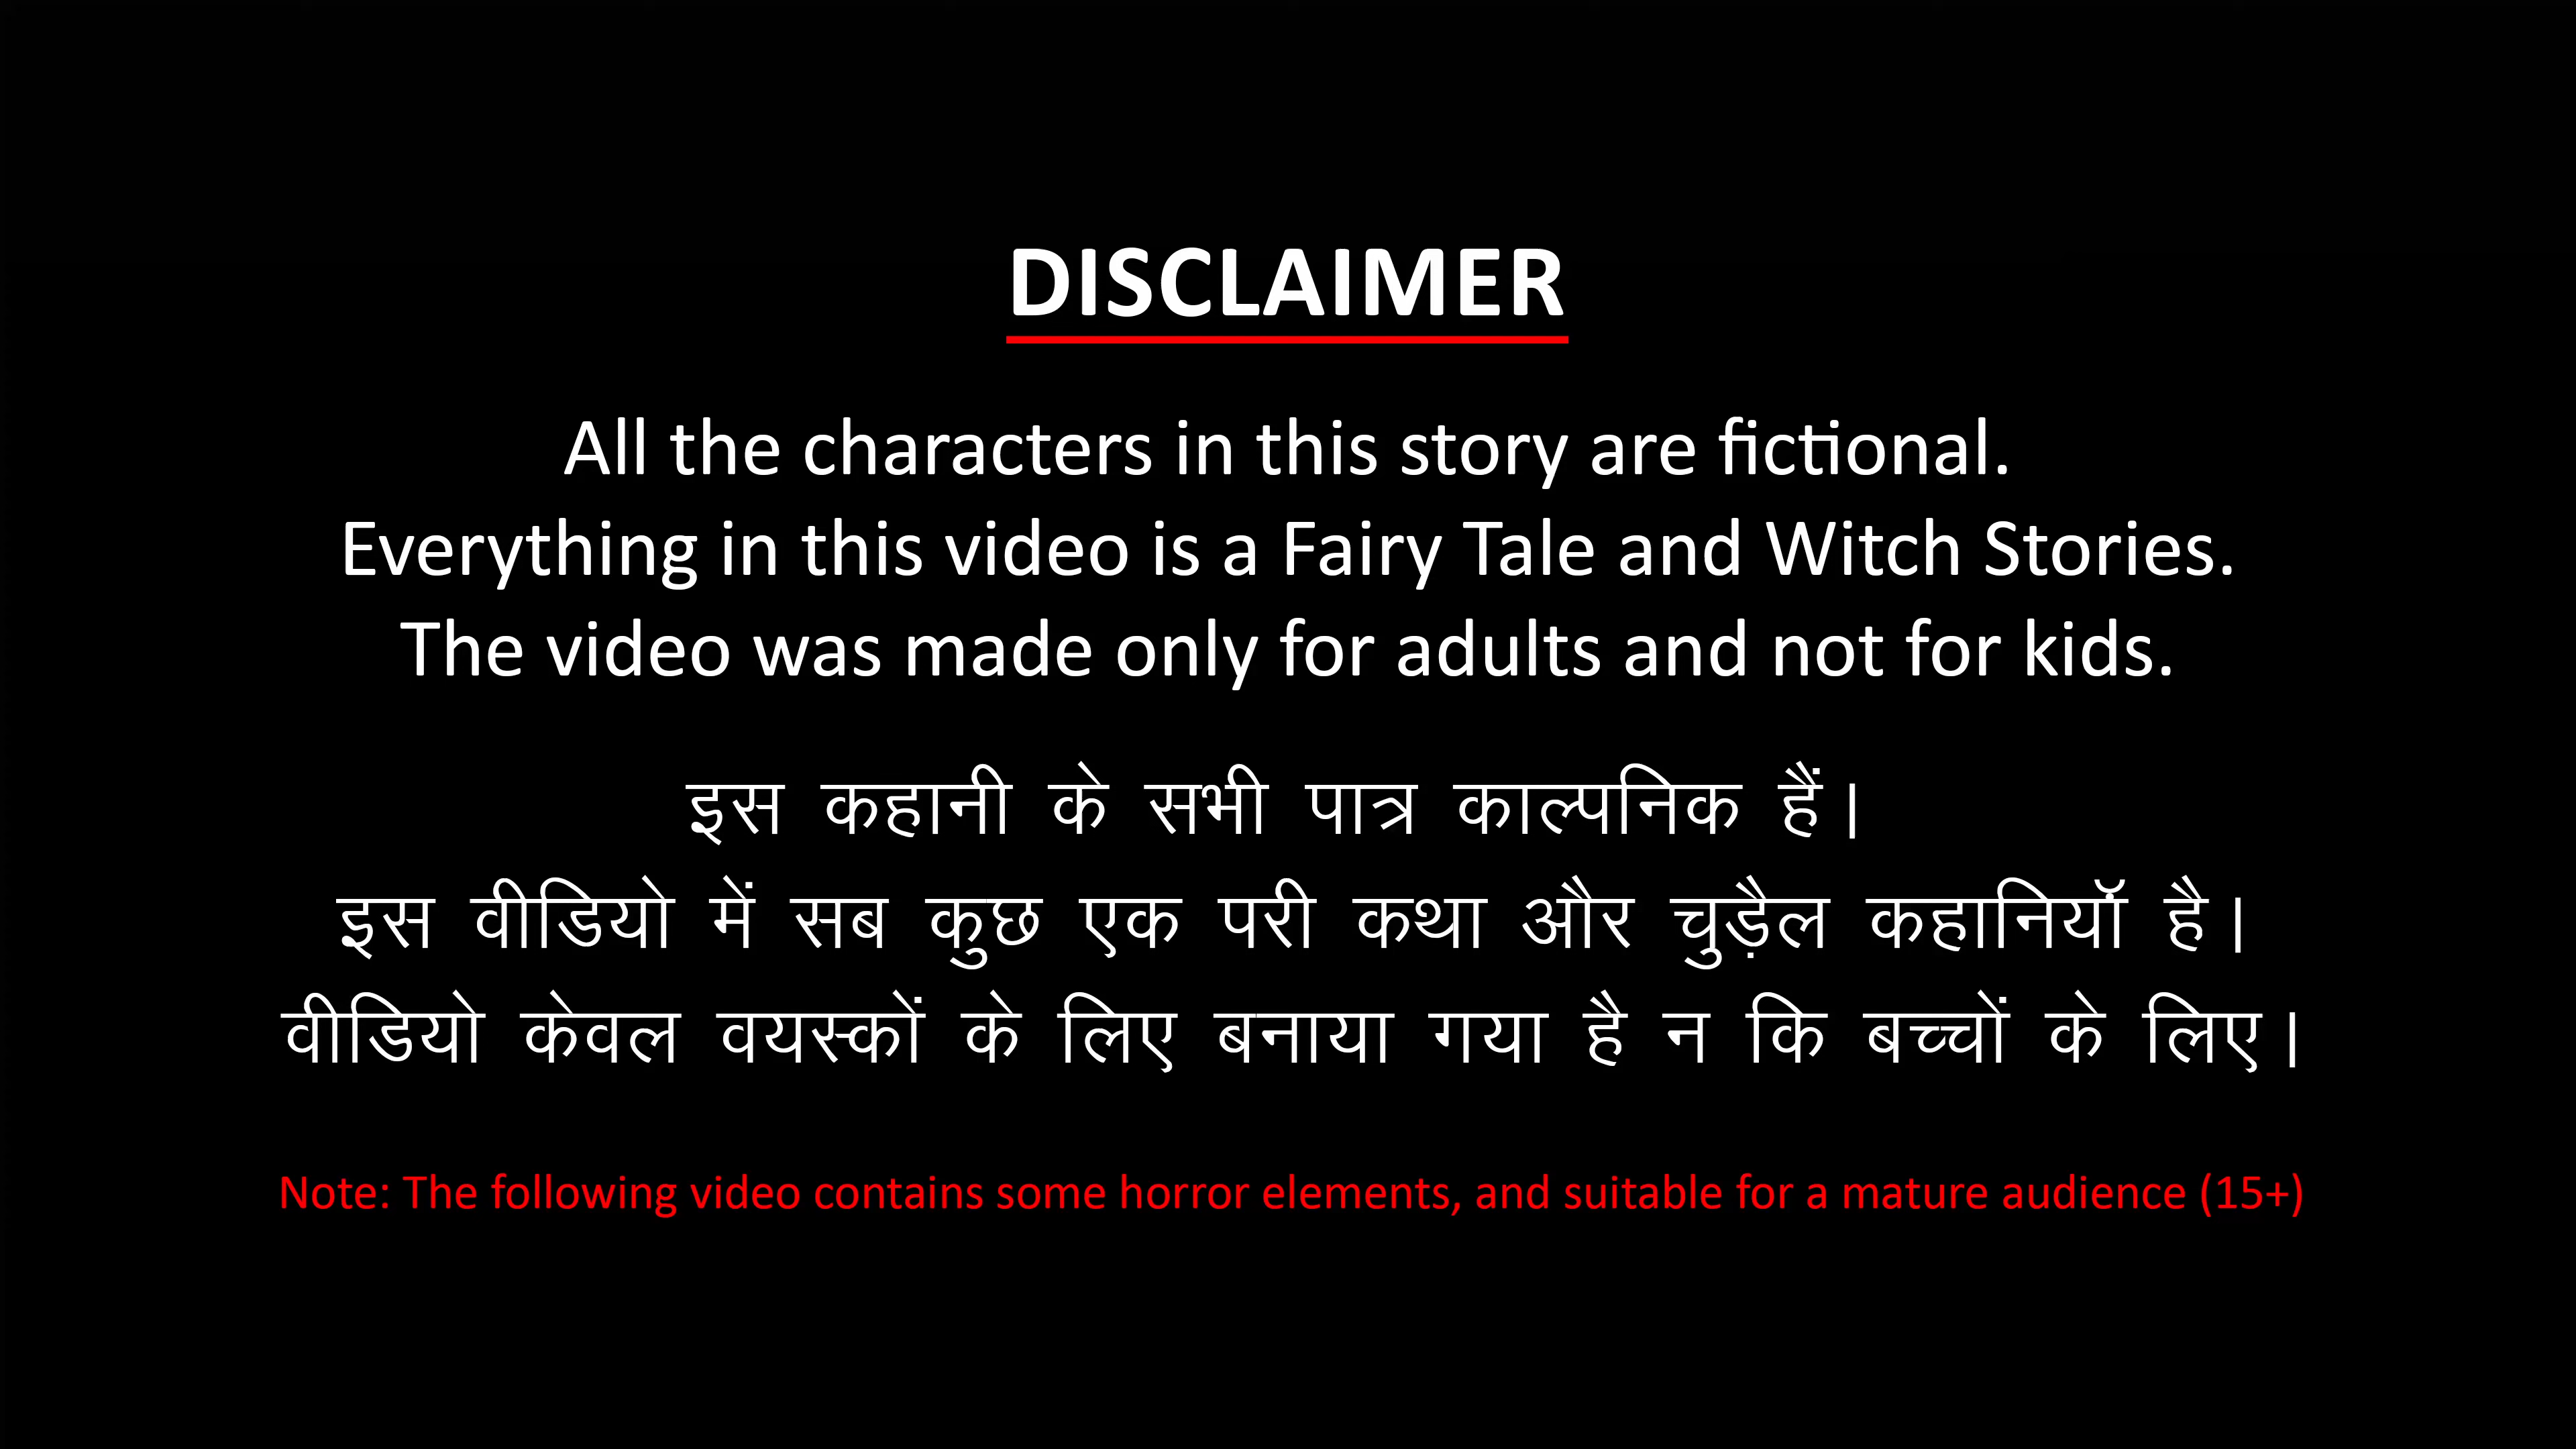 DISCLAIMER
All the characters in this story are fictional.
Everything in this video is a Fairy Tale and Witch Stories.
The video was made only for adults and not for kids.
इस कहानी के सभी पात्र काल्पनिक हैं।
इस वीडियो में सब कुछ एक परी कथा और चुड़ैल कहानियाॅ है।
वीडियो केवल वयस्कों के लिए बनाया गया है न कि बच्चों के लिए।
Note: The following video contains some horror elements, and suitable for a mature audience (15+)